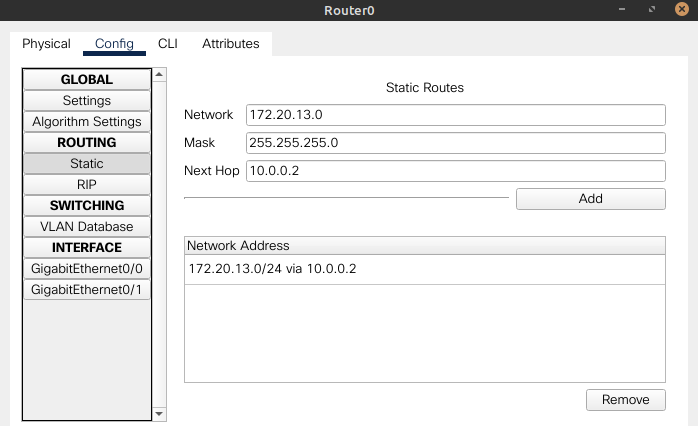 Router0
Physical Config CLI Attributes
GLOBAL
Settings
Algorithm Settings
ROUTING
Static
RIP
SWITCHING
VLAN Database
INTERFACE
GigabitEthernet0/0
GigabitEthernet0/1
Static Routes
Network 172.20.13.0
Mask 255.255.255.0
Next Hop 10.0.0.2
Add
Network Address
172.20.13.0/24 via 10.0.0.2
Remove